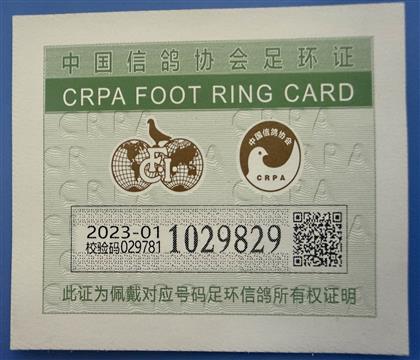 中国信鸽协会足环证
CRPA FOOT RING CARD
FCI
中国信鸽协会
CRPA
2023-01
校验码029781
1029829
此证为佩戴对应号码足环信鸽所有权证明